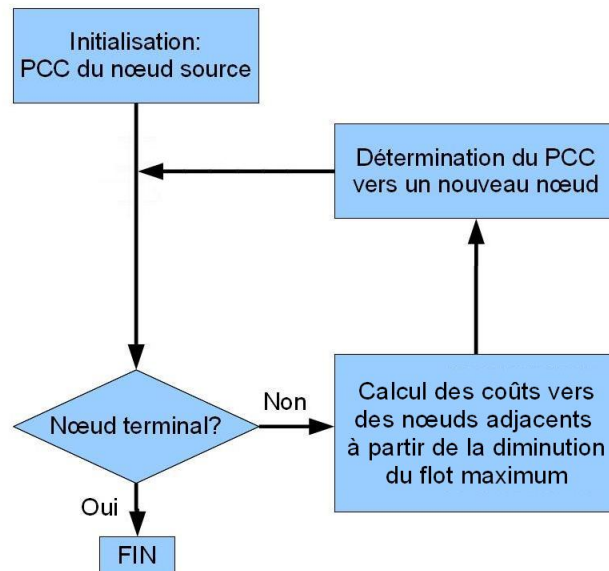 Initialisation:
PCC du nœud source
Détermination du PCC
vers un nouveau nœud
Nœud terminal?
Non
Calcul des coûts vers
des nœuds adjacents
à partir de la diminution
du flot maximum
Oui
FIN